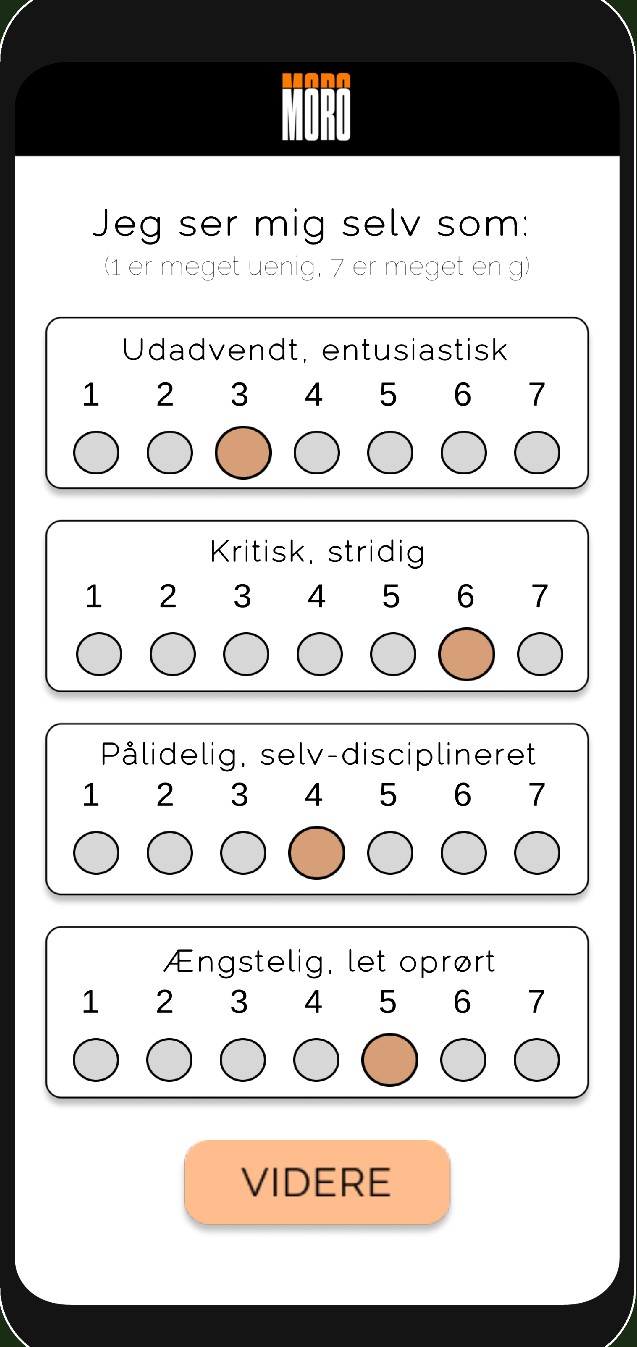 MORO
Jeg ser mig selv som:
(1 er meget uenig, 7 er meget enig)
Udadvendt, entusiastisk
1 2 3 4 5 6 7
Kritisk, stridig
1 2 3 4 5 6 7
Pålidelig, selv-disciplineret
1 2 3 4 5 6 7
Ængstelig, let oprørt
1 2 3 4 5 6 7
VIDERE